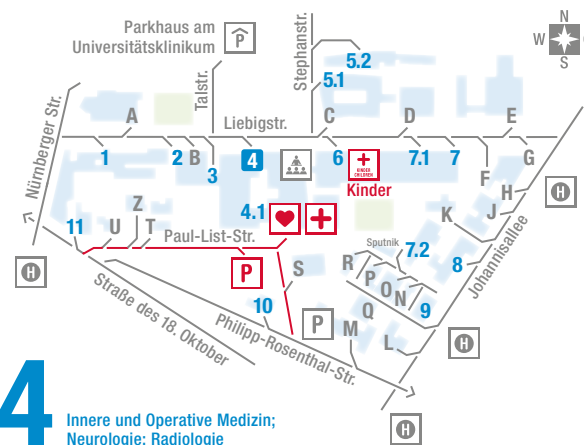 Parkhaus am
Universitätsklinikum
P
N
W
S
Stephanstr.
5.2
5.1
Talstr.
Nürnberger Str.
A
Liebigstr.
C
D
E
1
2
B
3
4
6
KINDER
CHILDREN
Kinder
7.1
7
F
G
H
H
4.1
Z
11
U
T
Paul-List-Str.
K
J
Sputnik
7.2
8
Johannisallee
H
P
S
R
P
O
N
9
Straße des 18. Oktober
10
Philipp-Rosenthal-Str.
P
Q
M
L
H
H
4
Innere und Operative Medizin;
Neurologie; Radiologie